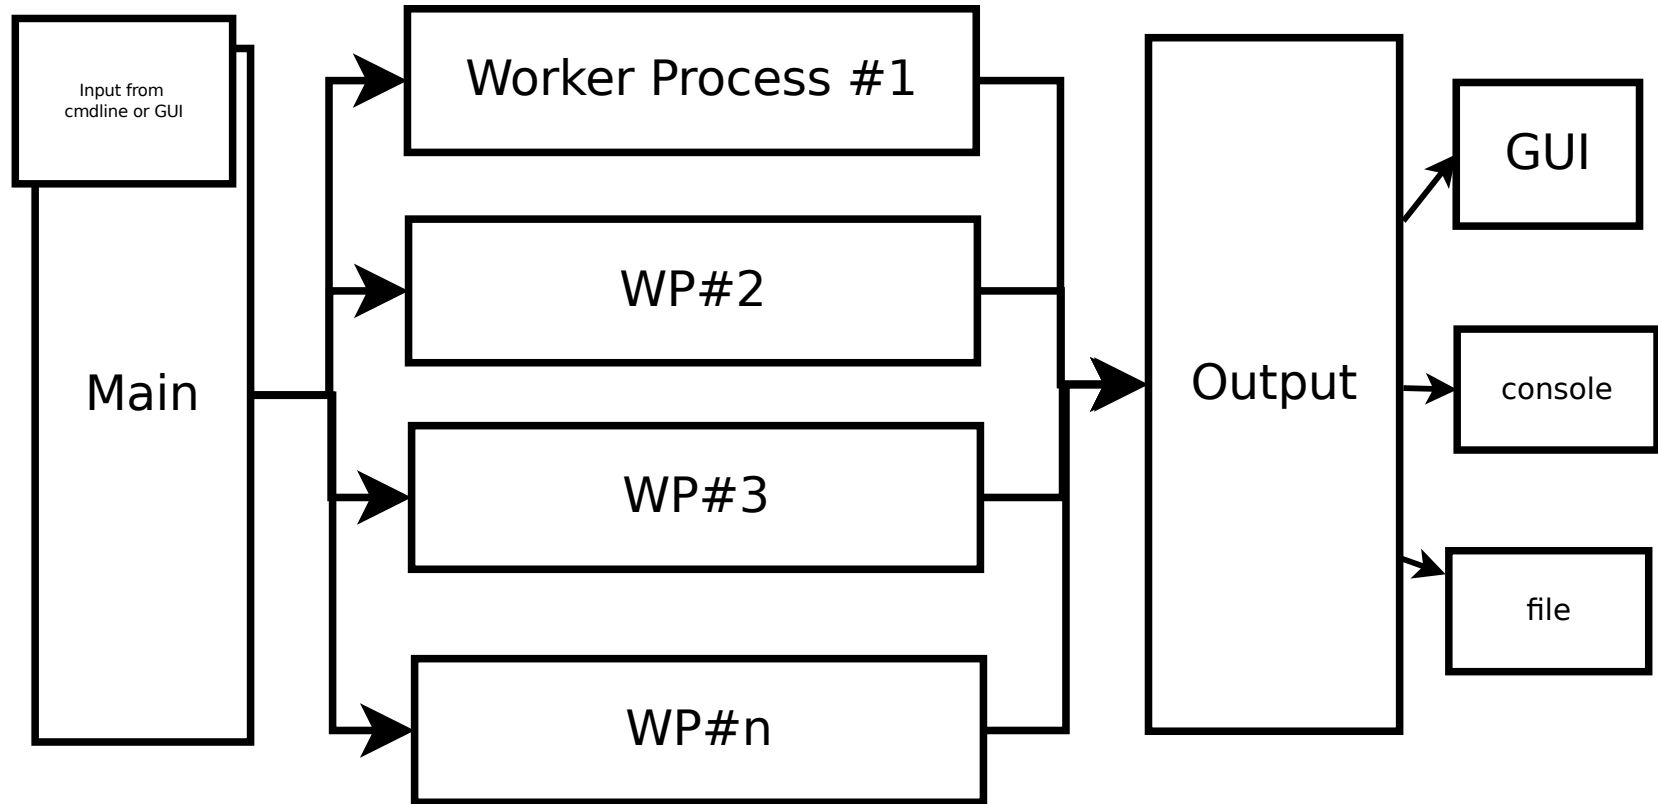 Input from
cmdline or GUI
Main
Worker Process #1
WP#2
WP#3
WP#n
Output
GUI
console
file